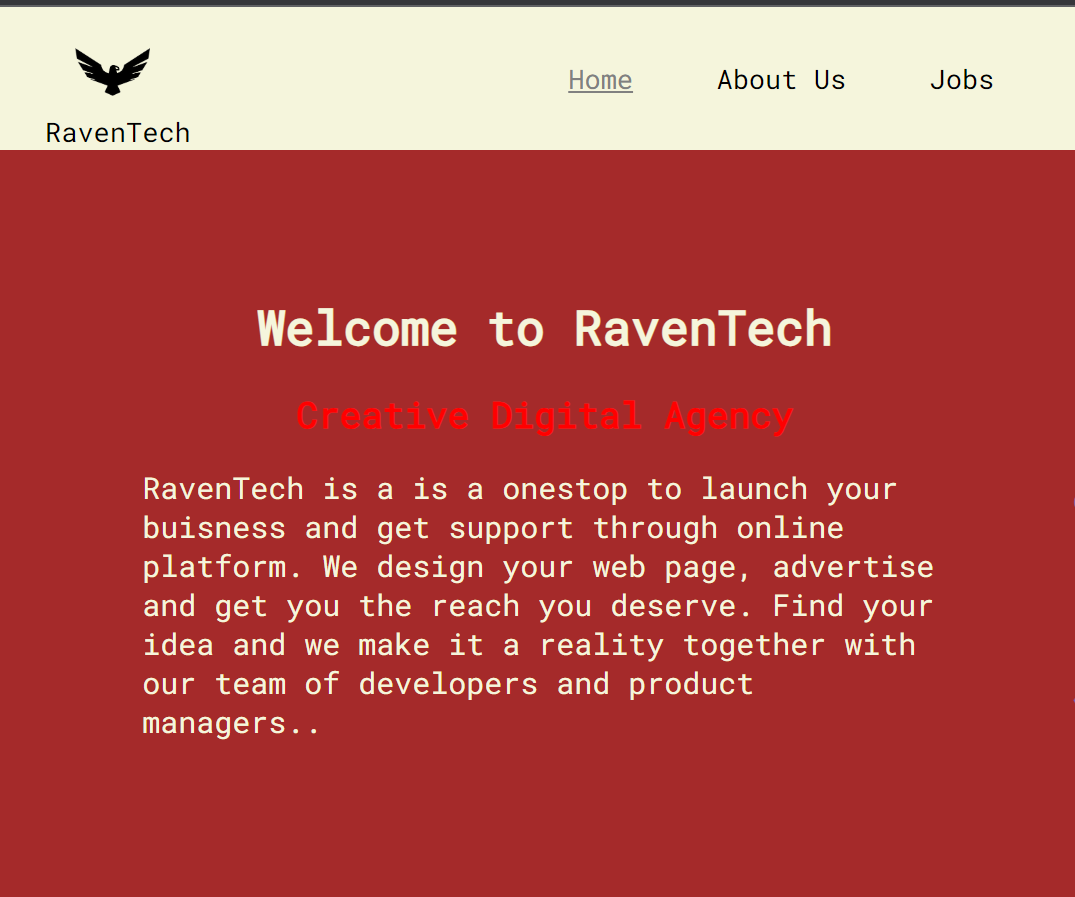 Home About Us Jobs
RavenTech
Welcome to RavenTech
Creative Digital Agency
RavenTech is a is a onestop to launch your
buisness and get support through online
platform. We design your web page, advertise
and get you the reach you deserve. Find your
idea and we make it a reality together with
our team of developers and product
managers..